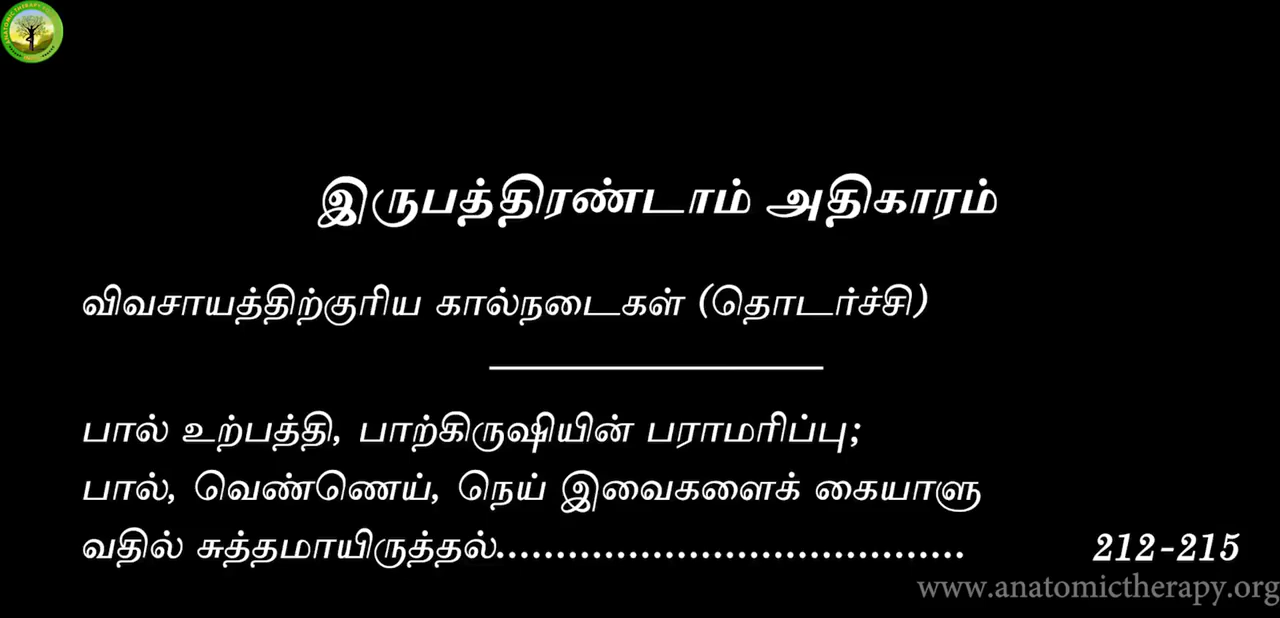 இருபத்திரண்டாம் அதிகாரம்
விவசாயத்திற்குரிய கால்நடைகள் (தொடர்ச்சி)
பால் உற்பத்தி, பாற்கிருஷியின் பராமரிப்பு;
பால், வெண்ணெய், நெய் இவைகளைக் கையாளு
வதில் சுத்தமாயிருத்தல்....................................... 212-215
www.anatomictherapy.org